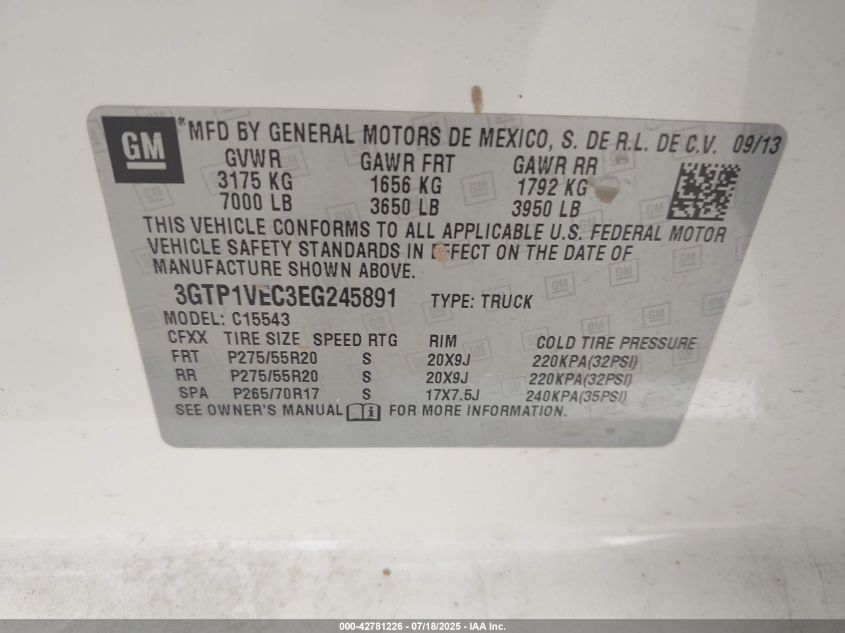 GM
® MFD BY GENERAL MOTORS DE MEXICO, S. DE R.L. DE C.V. 09/13
GVWR GAWR FRT GAWR RR
3175 KG 1656 KG 1792 KG
7000 LB 3650 LB 3950 LB
THIS VEHICLE CONFORMS TO ALL APPLICABLE U.S. FEDERAL MOTOR
VEHICLE SAFETY STANDARDS IN EFFECT ON THE DATE OF
MANUFACTURE SHOWN ABOVE.
3GTP1VEC3EG245891 TYPE: TRUCK
MODEL: C15543
CFXX TIRE SIZE SPEED RTG RIM COLD TIRE PRESSURE
FRT P275/55R20 S 20X9J 220KPA(32PSI)
RR P275/55R20 S 20X9J 220KPA(32PSI)
SPA P265/70R17 S 17X7.5J 240KPA(35PSI)
SEE OWNER'S MANUAL i FOR MORE INFORMATION.
000-42781226 - 07/18/2025 - IAA Inc.